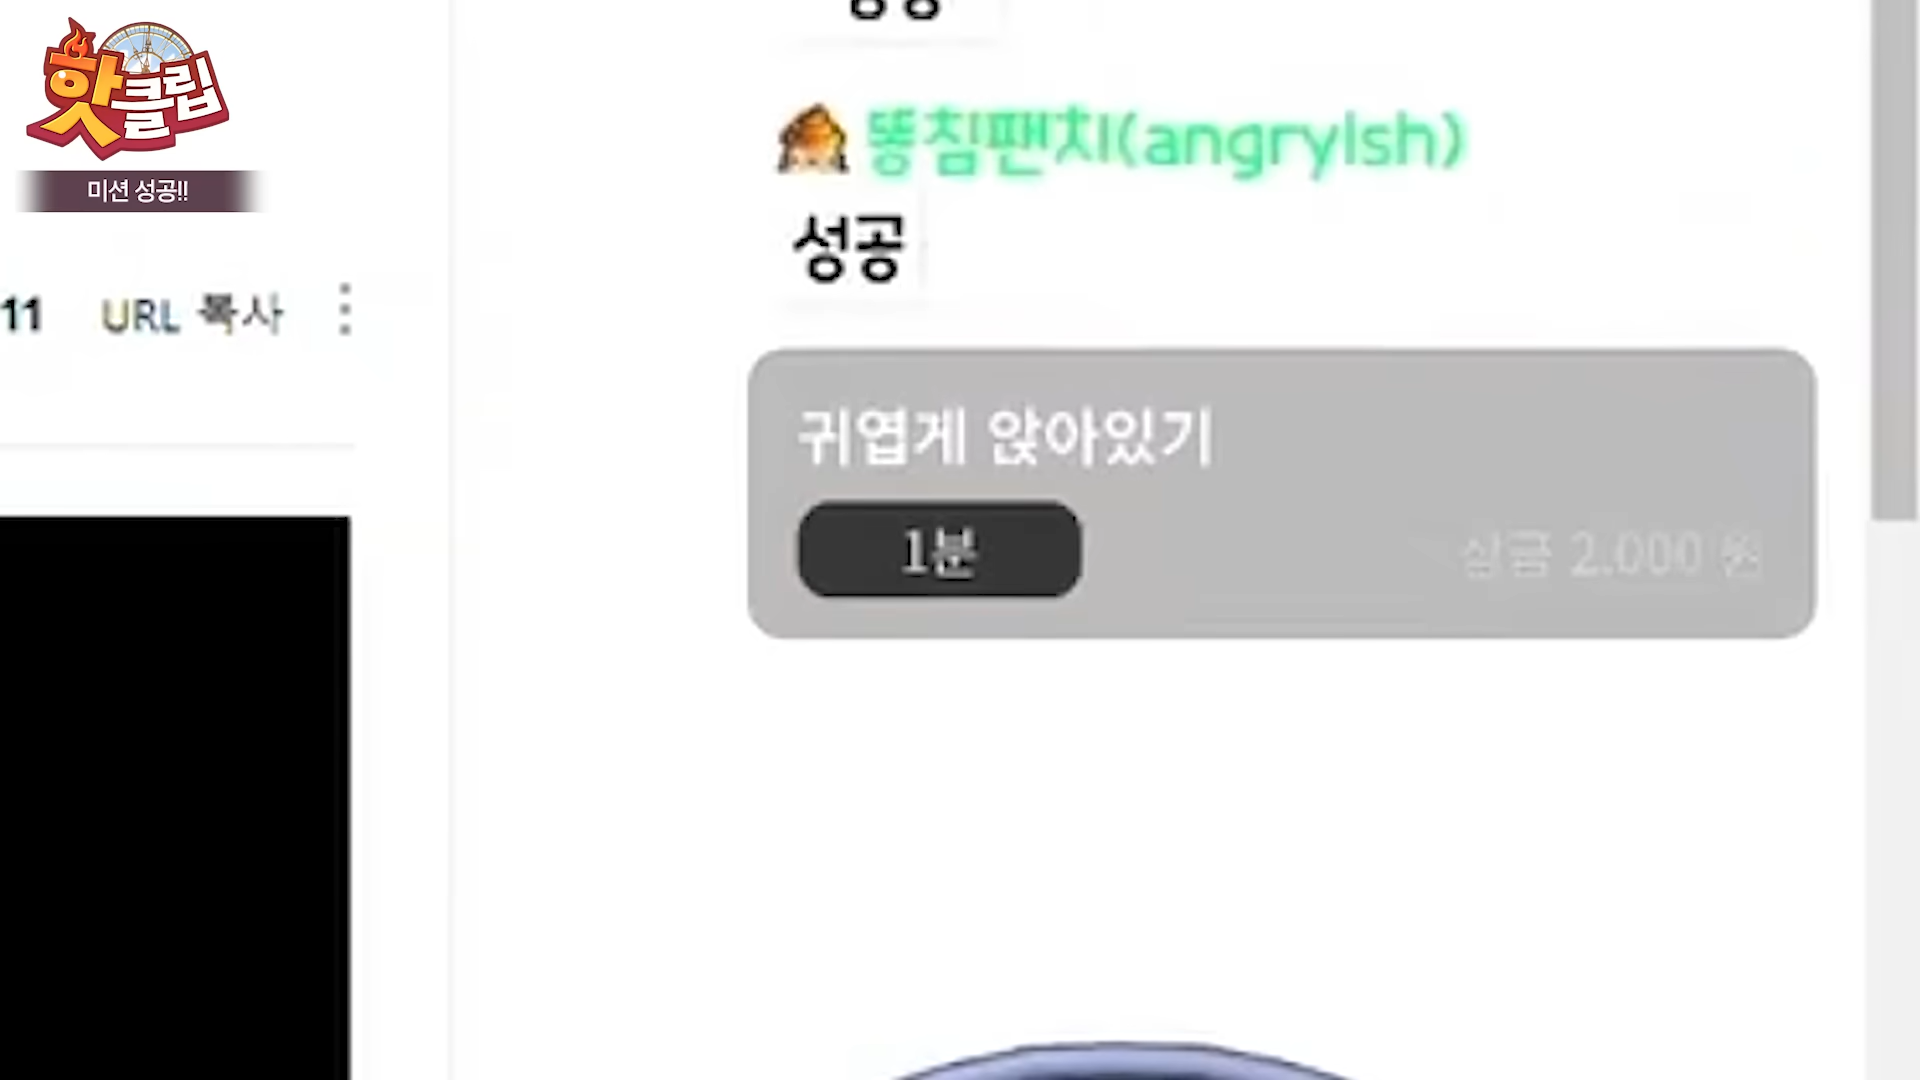 핫클립
미션 성공!!
똥침팬치(angrylsh)
성공
11 URL 복사
귀엽게 앉아있기
1분
상금 2,000 원